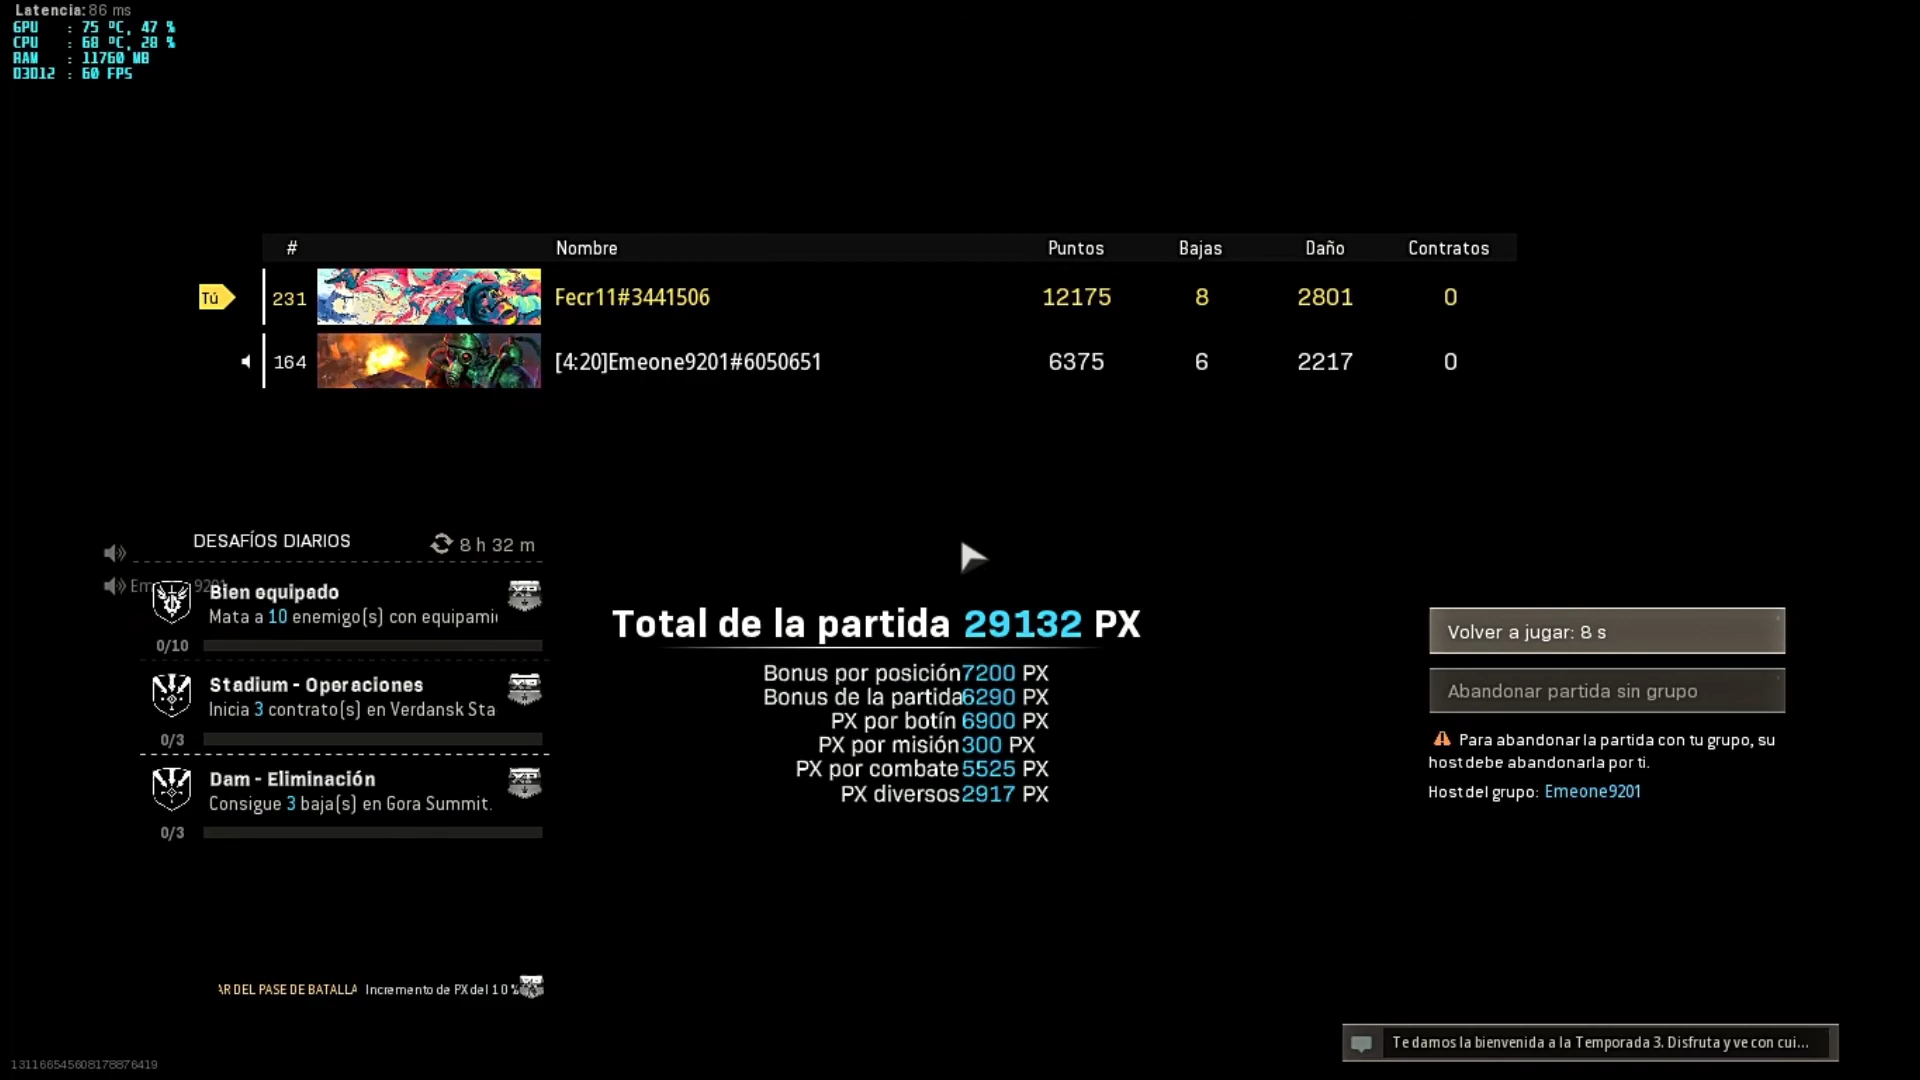 Latencia: 86 ms
GPU : 75 ºC, 47 %
CPU : 68 ºC, 28 %
RAM : 11760 MB
D3D12 : 60 FPS
# Nombre Puntos Bajas Daño Contratos
Tú 231 Fecr11#3441506 12175 8 2801 0
164 [4:20]Emeone9201#6050651 6375 6 2217 0
DESAFÍOS DIARIOS 8 h 32 m
Bien equipado
Mata a 10 enemigo(s) con equipami
0/10
Stadium - Operaciones
Inicia 3 contrato(s) en Verdansk Sta
0/3
Dam - Eliminación
Consigue 3 baja(s) en Gora Summit.
0/3
AR DEL PASE DE BATALLA Incremento de PX del 10 %
Total de la partida 29132 PX
Bonus por posición 7200 PX
Bonus de la partida 6290 PX
PX por botín 6900 PX
PX por misión 300 PX
PX por combate 5525 PX
PX diversos 2917 PX
Volver a jugar: 8 s
Abandonar partida sin grupo
Para abandonar la partida con tu grupo, su
host debe abandonarla por ti.
Host del grupo: Emeone9201
Te damos la bienvenida a la Temporada 3. Disfruta y ve con cui...
131166545608178876419